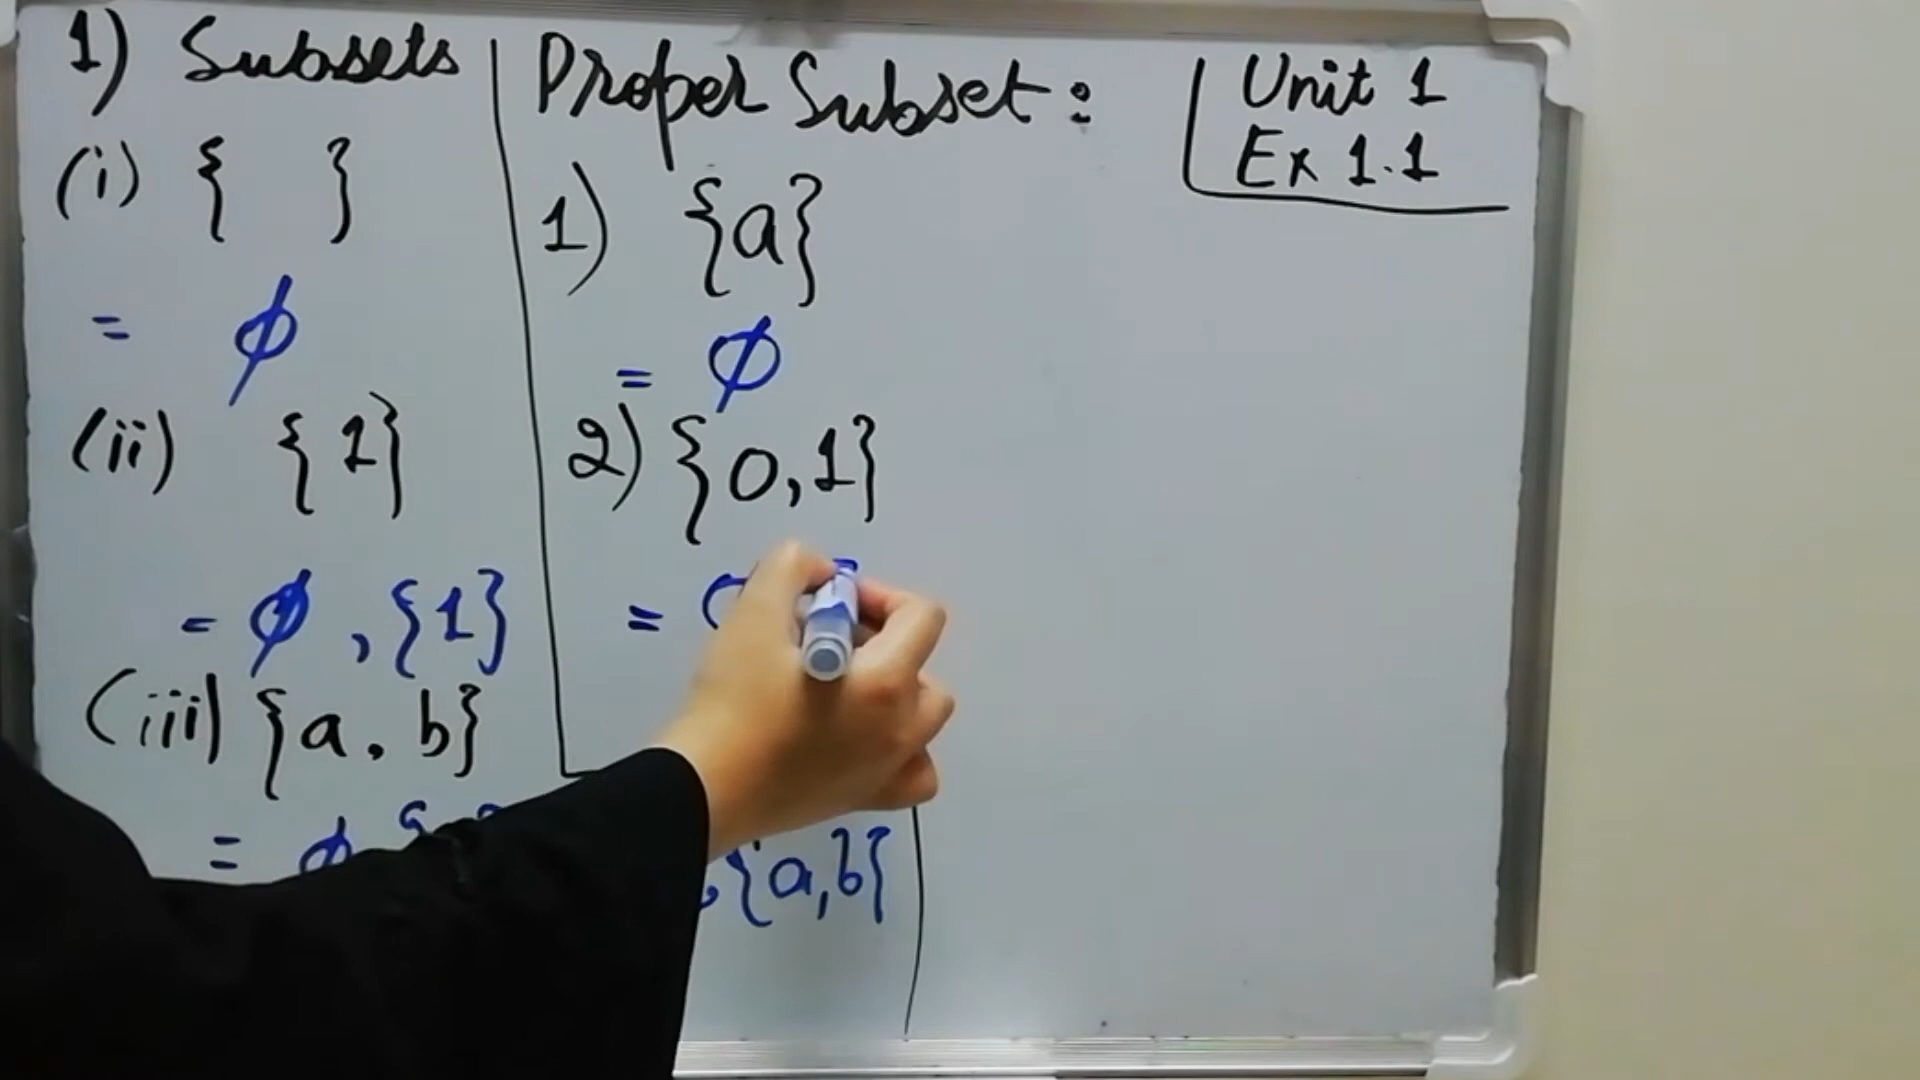 1) Subsets
(i) { }
= φ
(ii) {1}
= φ, {1}
(iii) {a, b}
= φ
, {a,b}
Proper Subset :
1) {a}
= φ
2) {0,1}
=
Unit 1
Ex 1.1